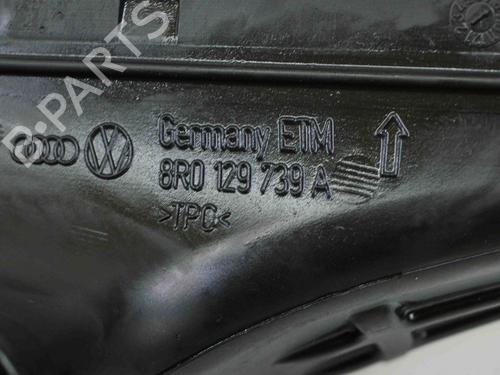 B-PARTS
Germany ETM
8R0 129 739 A
>TPC<